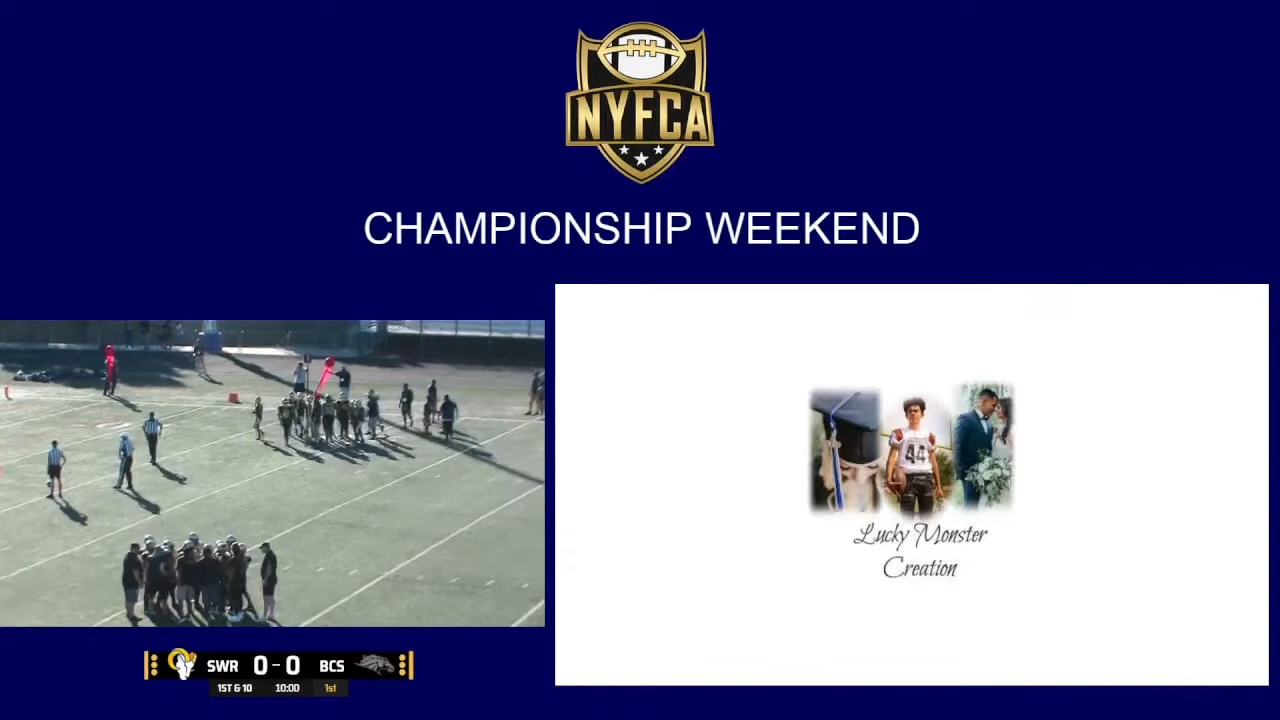 NYFCA
CHAMPIONSHIP WEEKEND
44
Lucky Monster
Creation
SWR 0 - 0 BCS
1ST & 10 10:00 1st